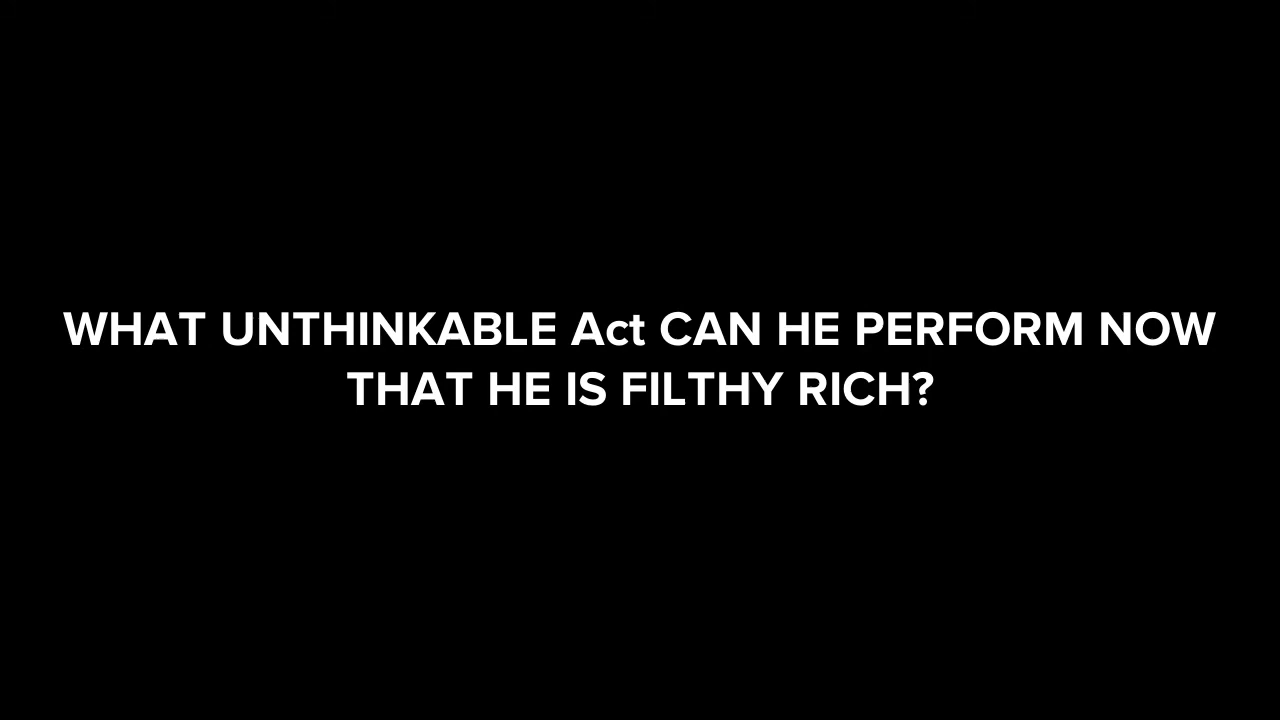 WHAT UNTHINKABLE Act CAN HE PERFORM NOW
THAT HE IS FILTHY RICH?